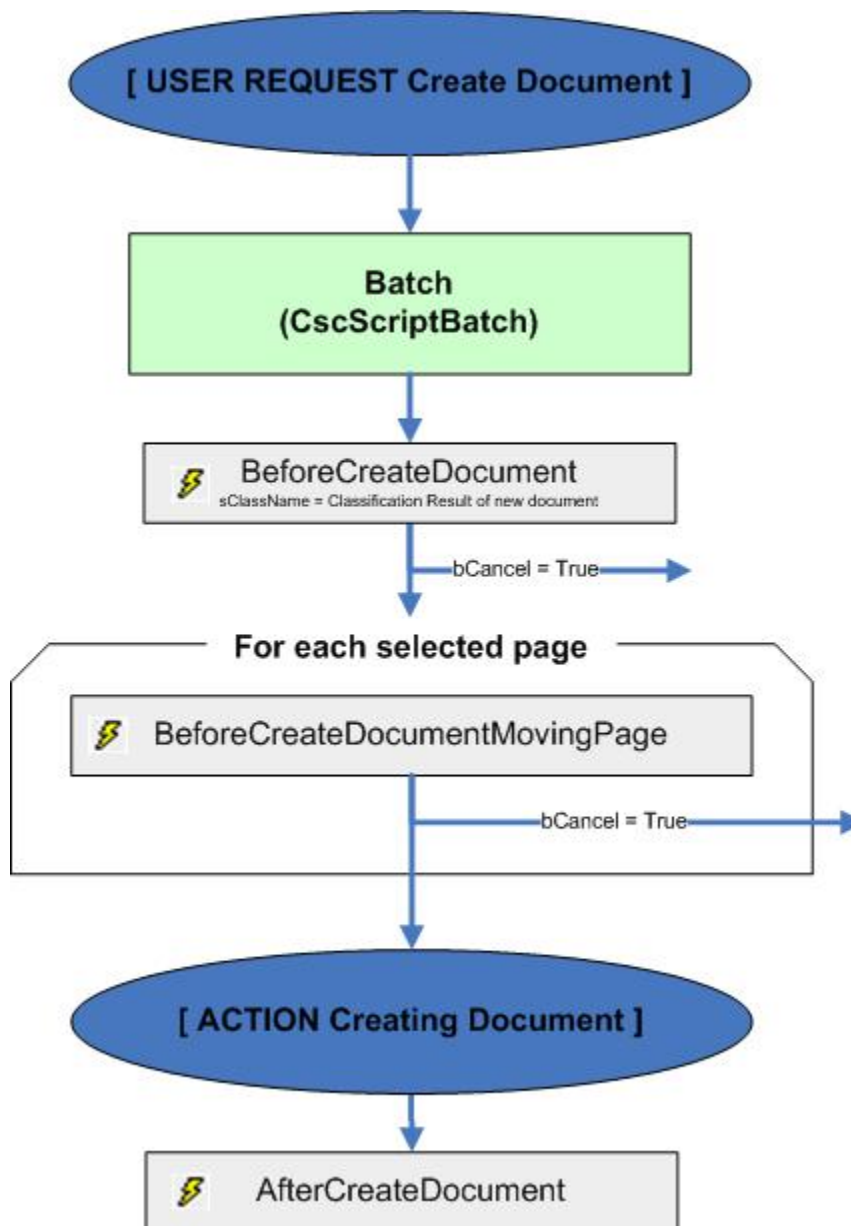 [ USER REQUEST Create Document ]
Batch
(CscScriptBatch)
BeforeCreateDocument
sClassName = Classification Result of new document
bCancel = True
For each selected page
BeforeCreateDocumentMovingPage
bCancel = True
[ ACTION Creating Document ]
AfterCreateDocument